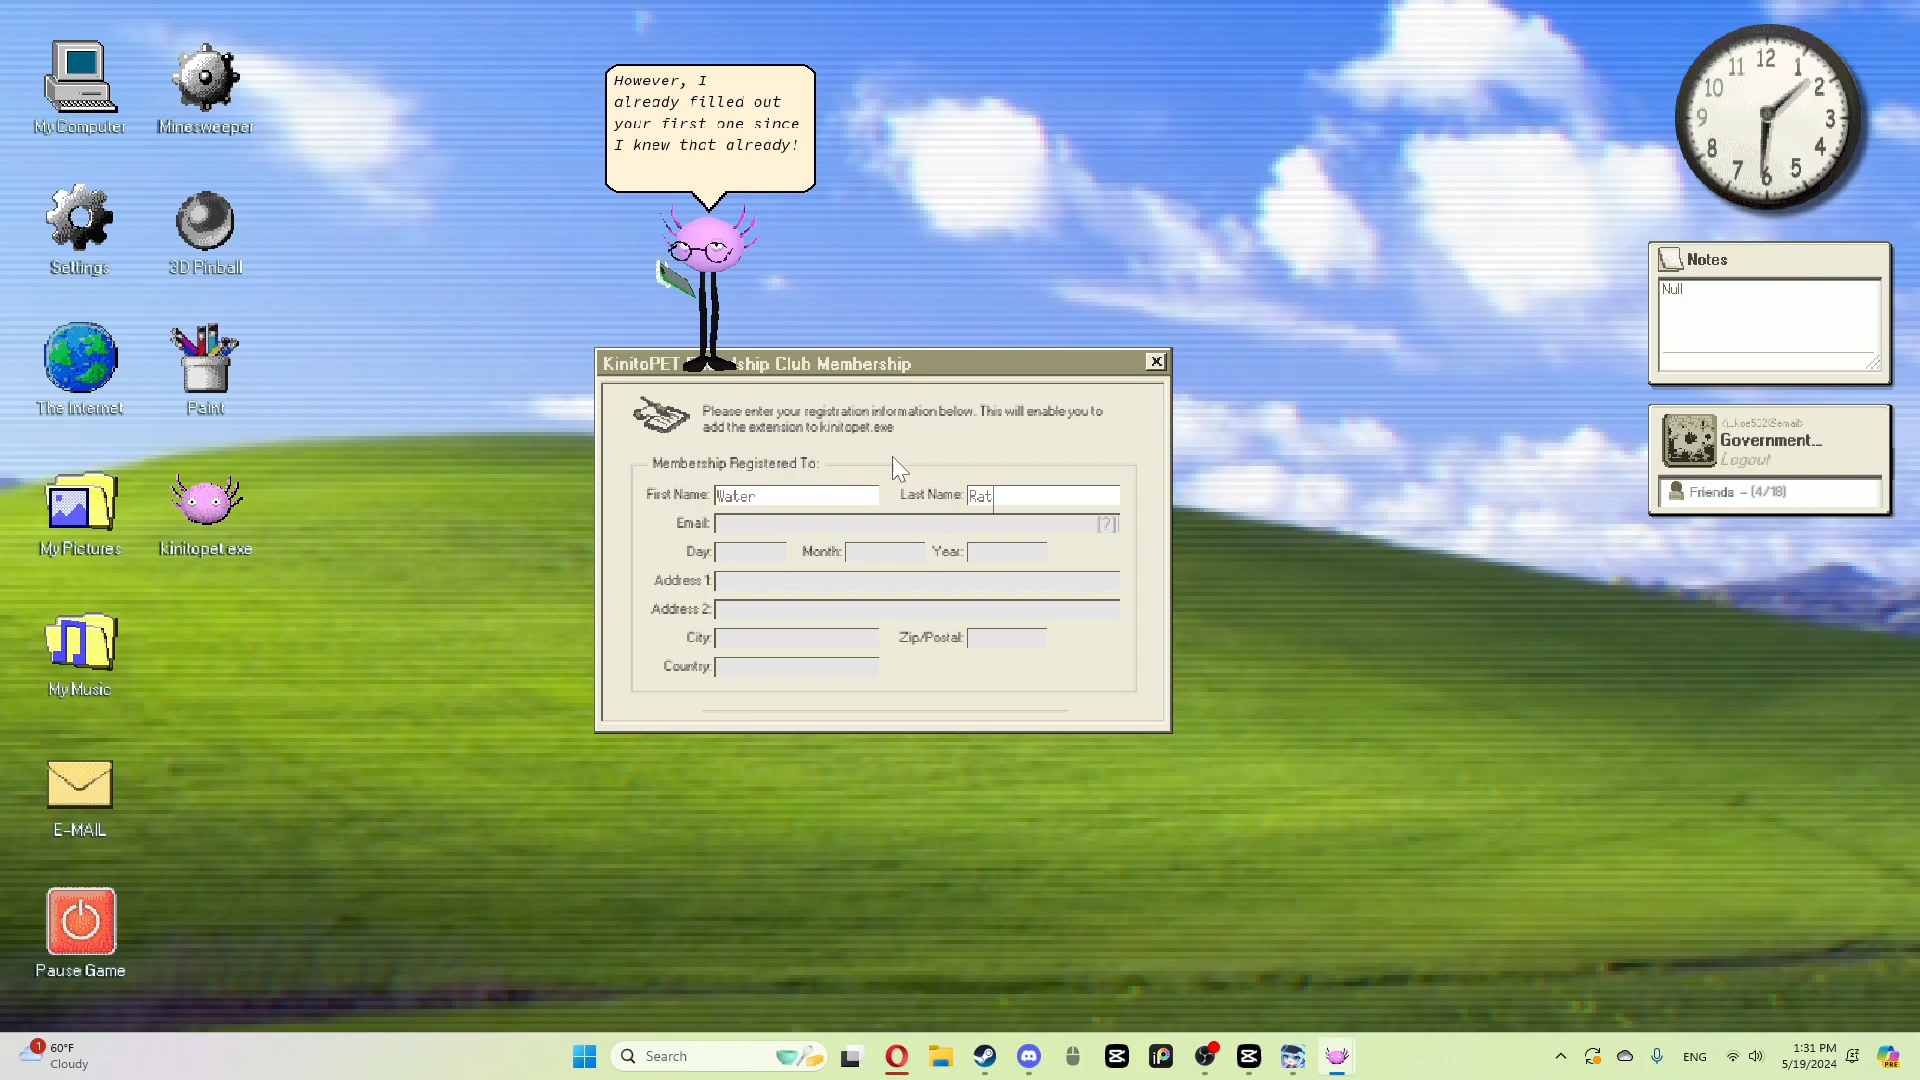 However, I
already filled out
your first one since
I knew that already!
My Computer
Minesweeper
Settings
3D Pinball
The Internet
Paint
My Pictures
kinitopet.exe
My Music
E-MAIL
Pause Game
12
1
2
3
4
5
6
7
8
9
10
11
Notes
Null
<j_koe532@email>
Government...
Logout
Friends - (4/18)
KinitoPET
ship Club Membership
Please enter your registration information below. This will enable you to
add the extension to kinitopet.exe
Membership Registered To:
First Name: Water
Last Name: Rat
Email: [?]
Day:
Month:
Year:
Address 1:
Address 2:
City:
Zip/Postal:
Country:
1
60°F
Cloudy
Search
ENG
1:31 PM
5/19/2024
PRE